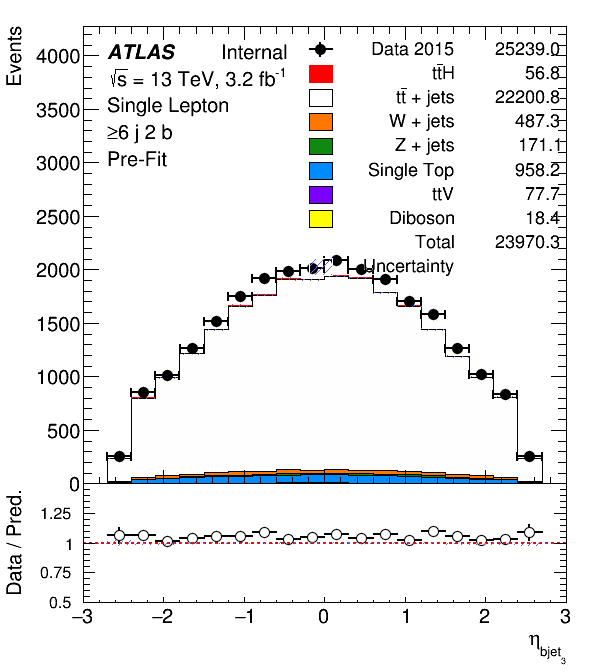 Events
4000
3500
3000
2500
2000
1500
1000
500
0
ATLAS Internal
√s = 13 TeV, 3.2 fb⁻¹
Single Lepton
≥6 j 2 b
Pre-Fit
Data 2015 25239.0
tt̄H 56.8
tt̄ + jets 22200.8
W + jets 487.3
Z + jets 171.1
Single Top 958.2
ttV 77.7
Diboson 18.4
Total 23970.3
Uncertainty
Data / Pred.
1.25
1
0.75
0.5
−3 −2 −1 0 1 2 3
η_bjet₃